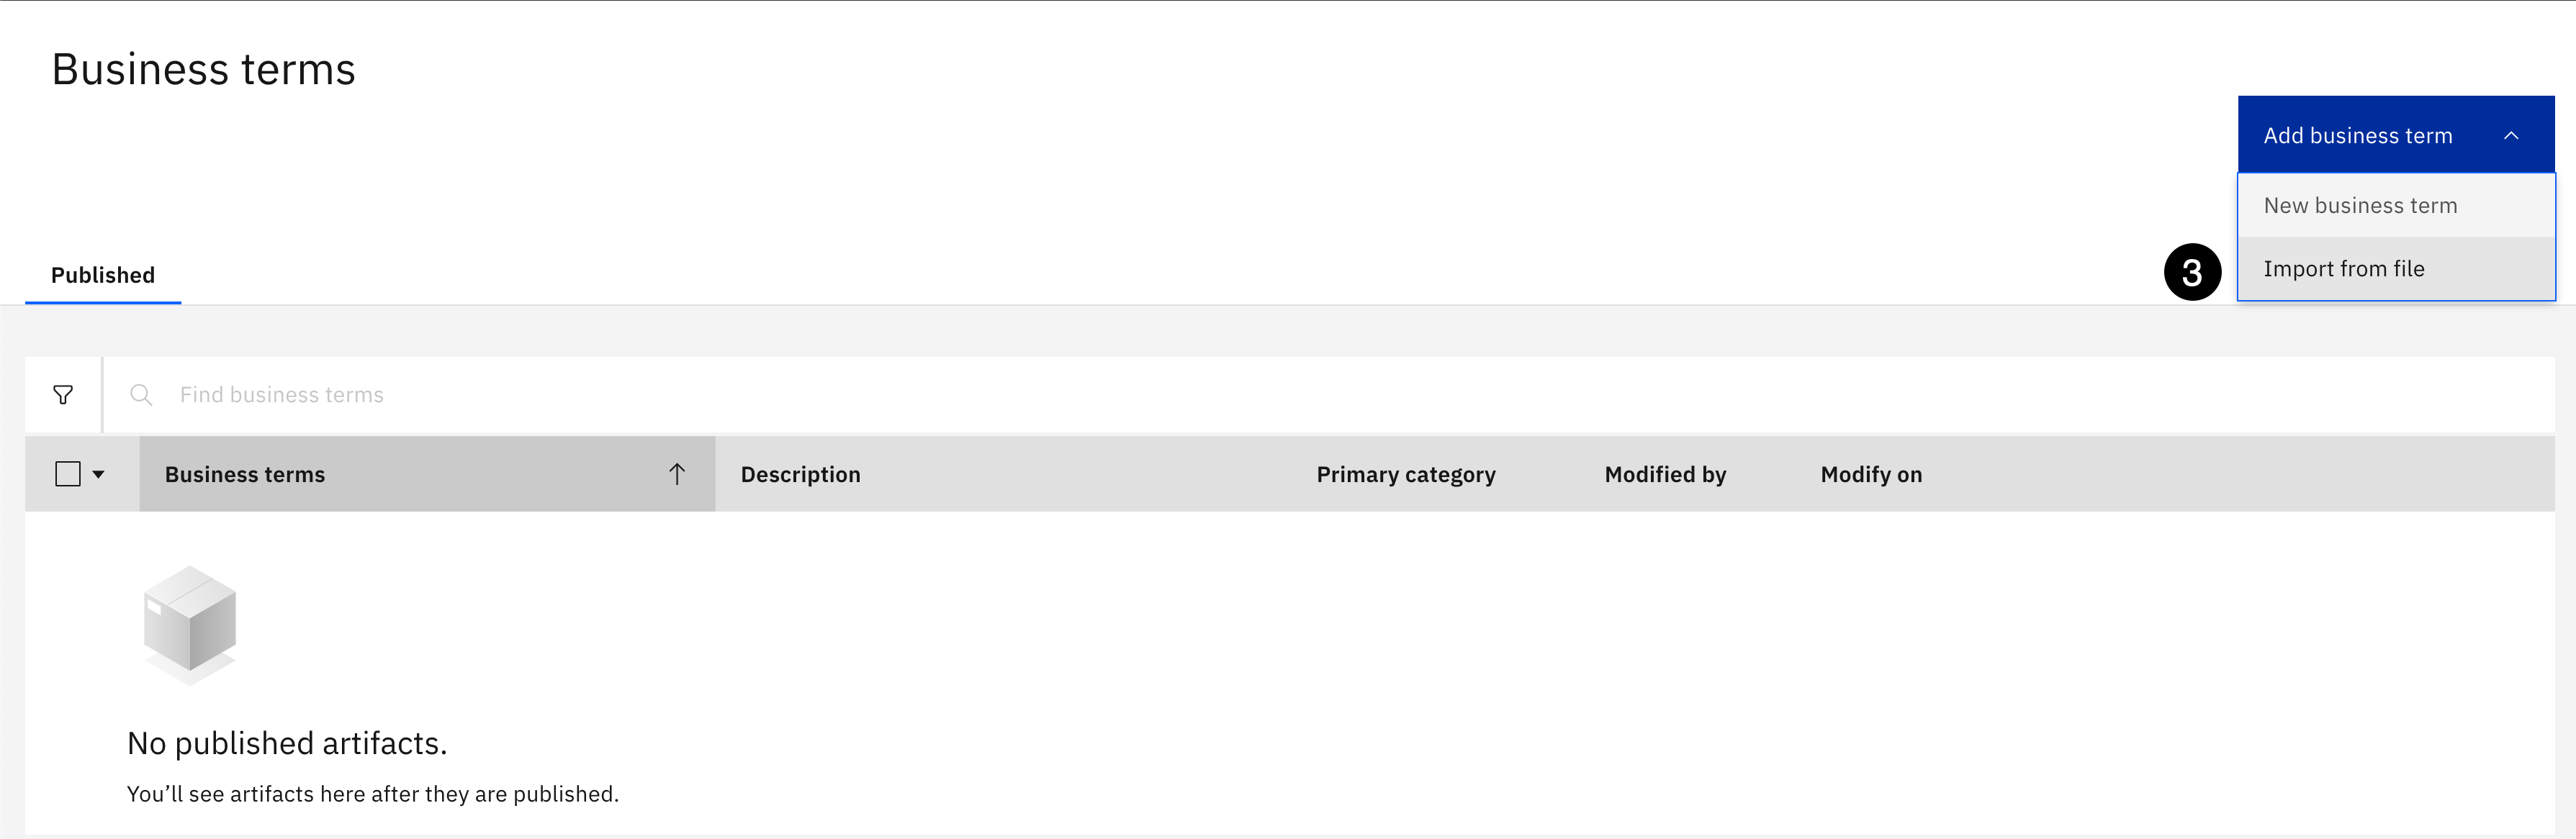 Business terms
Add business term
New business term
Published
3
Import from file
Find business terms
Business terms Description Primary category Modified by Modify on
No published artifacts.
You’ll see artifacts here after they are published.